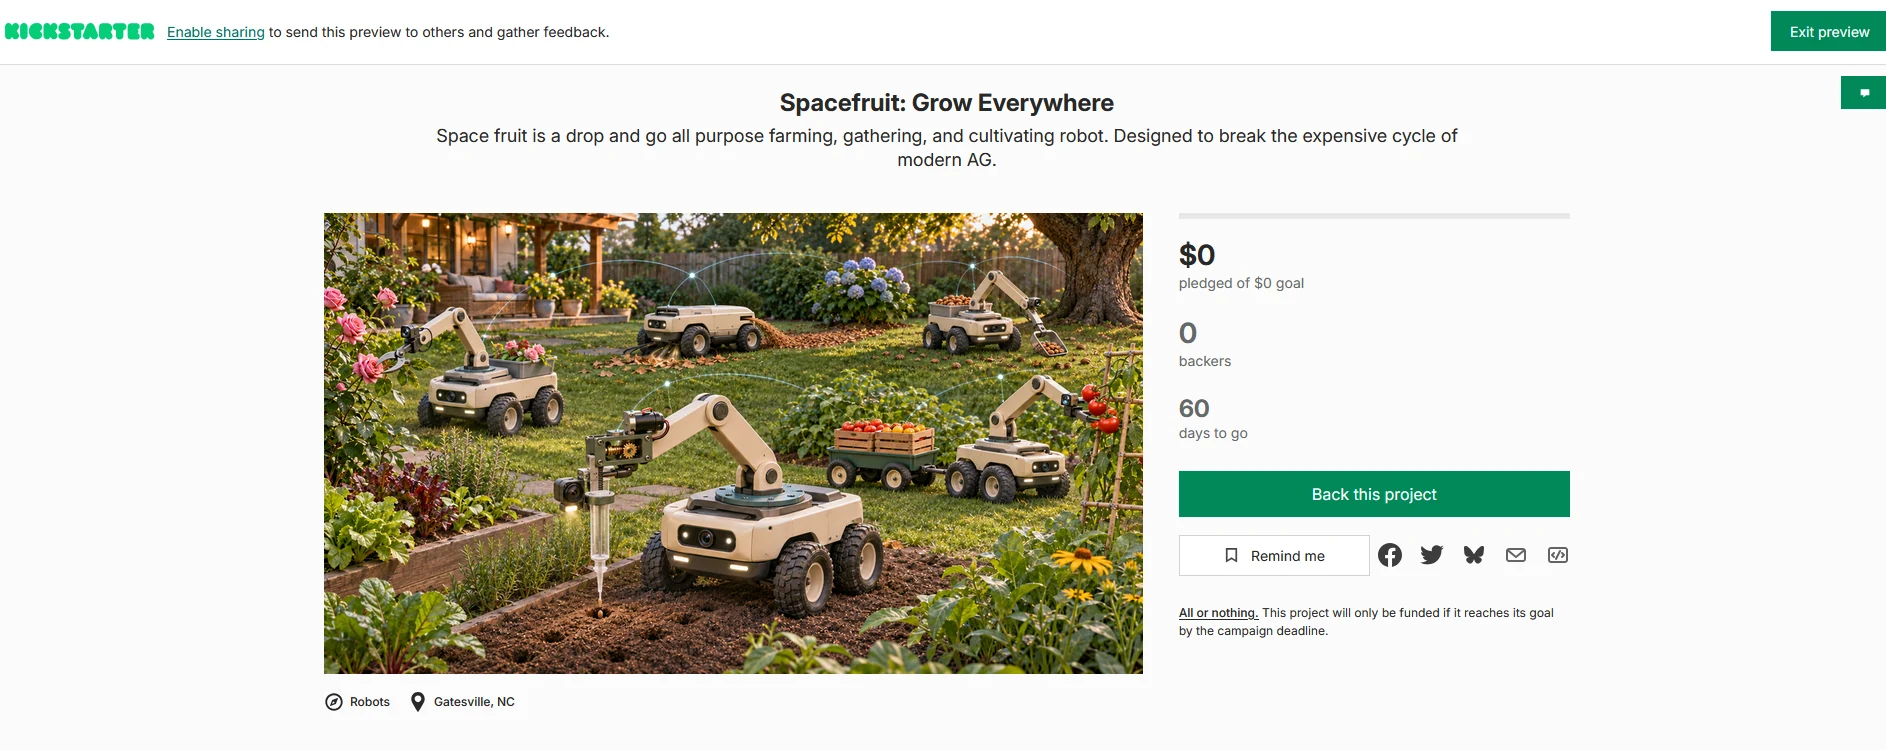 KICKSTARTER Enable sharing to send this preview to others and gather feedback.
Exit preview
Spacefruit: Grow Everywhere
Space fruit is a drop and go all purpose farming, gathering, and cultivating robot. Designed to break the expensive cycle of
modern AG.
$0
pledged of $0 goal
0
backers
60
days to go
Back this project
Remind me
All or nothing. This project will only be funded if it reaches its goal
by the campaign deadline.
Robots
Gatesville, NC